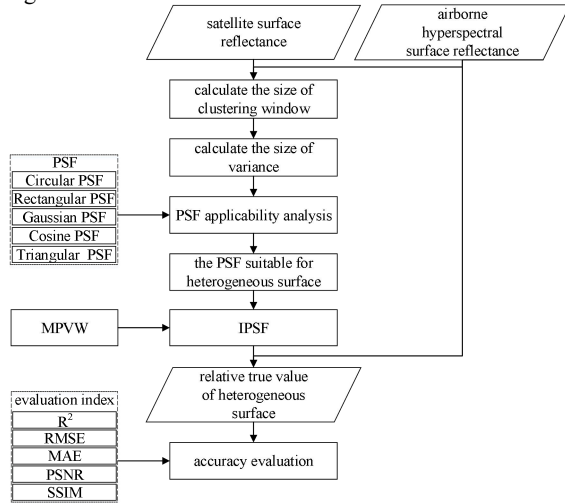 satellite surface
reflectance
airborne
hyperspectral
surface reflectance
calculate the size of
clustering window
calculate the size of
variance
PSF
Circular PSF
Rectangular PSF
Gaussian PSF
Cosine PSF
Triangular PSF
PSF applicability analysis
the PSF suitable for
heterogeneous surface
MPVW
IPSF
relative true value
of heterogeneous
surface
evaluation index
R²
RMSE
MAE
PSNR
SSIM
accuracy evaluation